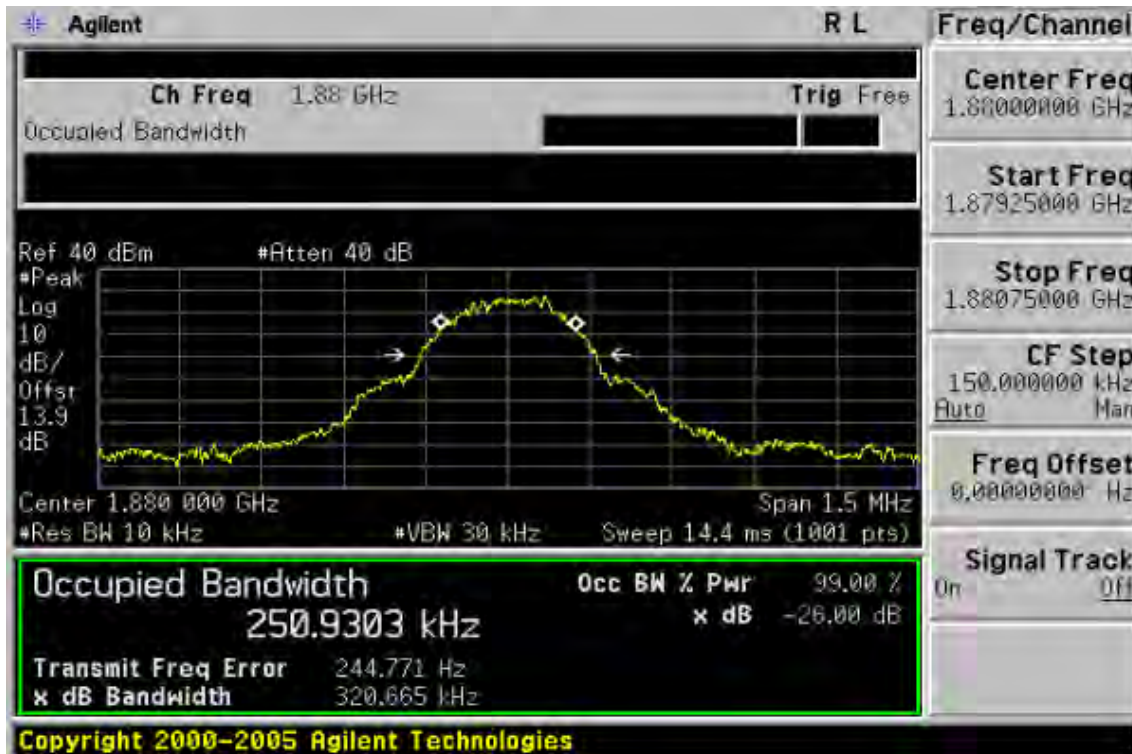 Agilent R L
Ch Freq 1.88 GHz Trig Free
Occupied Bandwidth
Ref 40 dBm #Atten 40 dB
#Peak
Log
10
dB/
Offst
13.9
dB
Center 1.880 000 GHz Span 1.5 MHz
#Res BW 10 kHz #VBW 30 kHz Sweep 14.4 ms (1001 pts)
Occupied Bandwidth
250.9303 kHz
Occ BW % Pwr 99.00 %
x dB -26.00 dB
Transmit Freq Error 244.771 Hz
x dB Bandwidth 320.665 kHz
Copyright 2000-2005 Agilent Technologies
Freq/Channel
Center Freq
1.88000000 GHz
Start Freq
1.87925000 GHz
Stop Freq
1.88075000 GHz
CF Step
150.000000 kHz
Auto Man
Freq Offset
0.00000000 Hz
Signal Track
On Off